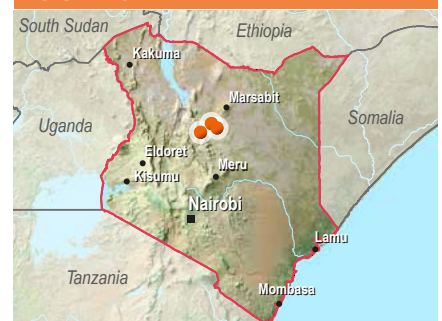 South Sudan
Ethiopia
Kakuma
Marsabit
Uganda
Somalia
Eldoret
Meru
Kisumu
Nairobi
Lamu
Tanzania
Mombasa